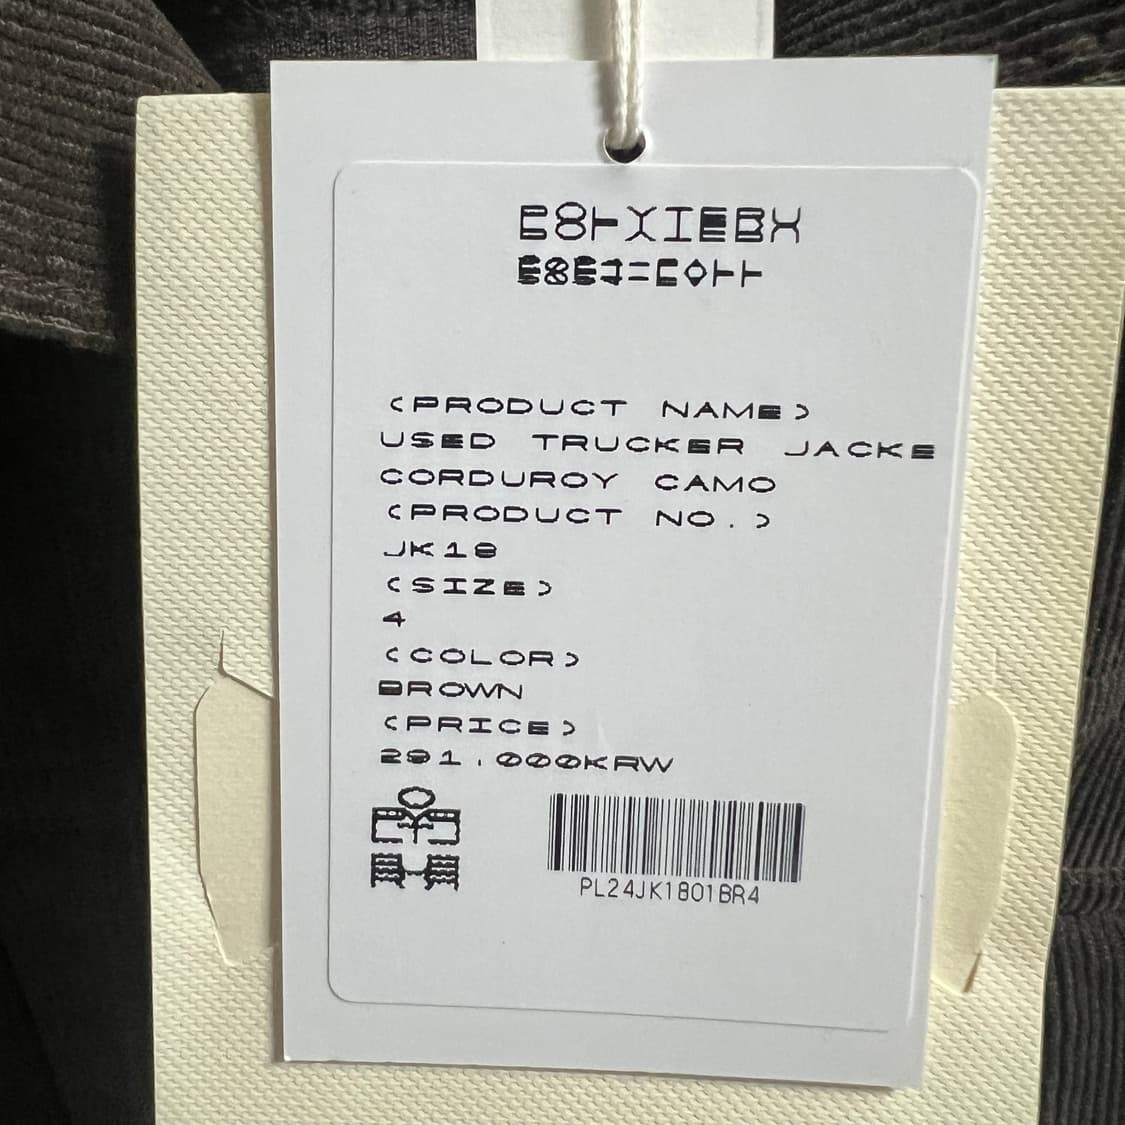 (PRODUCT NAME)
USED TRUCKER JACKE
CORDUROY CAMO
(PRODUCT NO.)
JK18
(SIZE)
4
(COLOR)
BROWN
(PRICE)
291.000KRW
PL24JK1801BR4